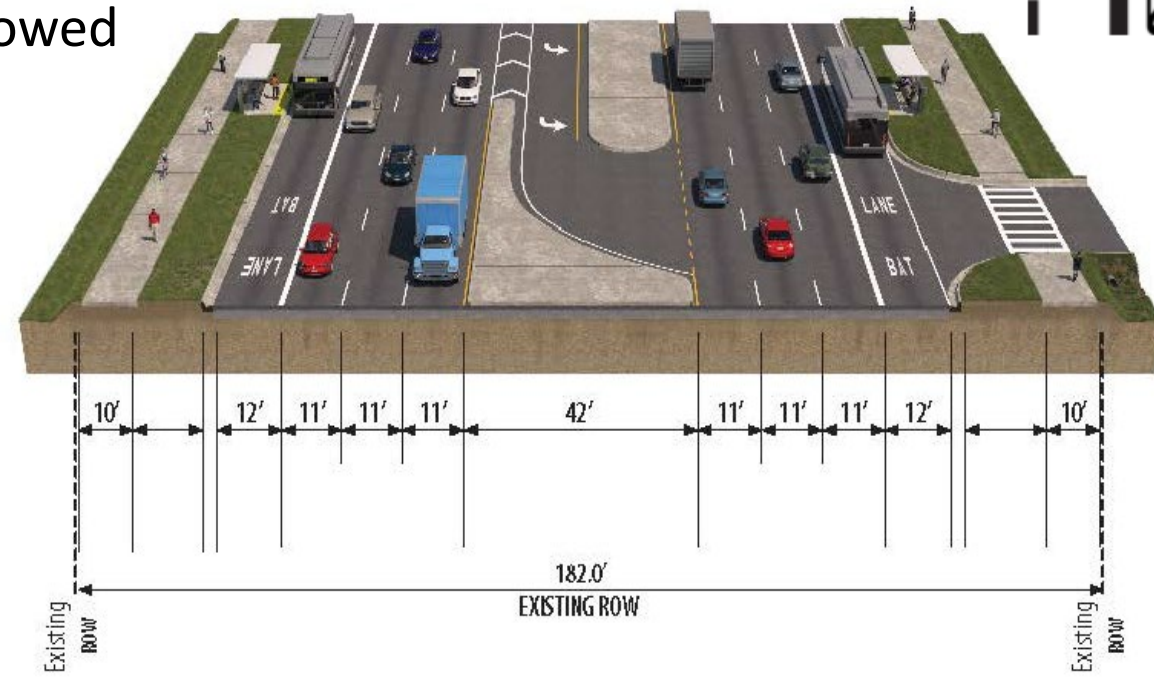 owed
BAT
LANE
LANE
BAT
10' 12' 11' 11' 11' 42' 11' 11' 11' 12' 10'
182.0'
EXISTING ROW
Existing
ROW
Existing
ROW